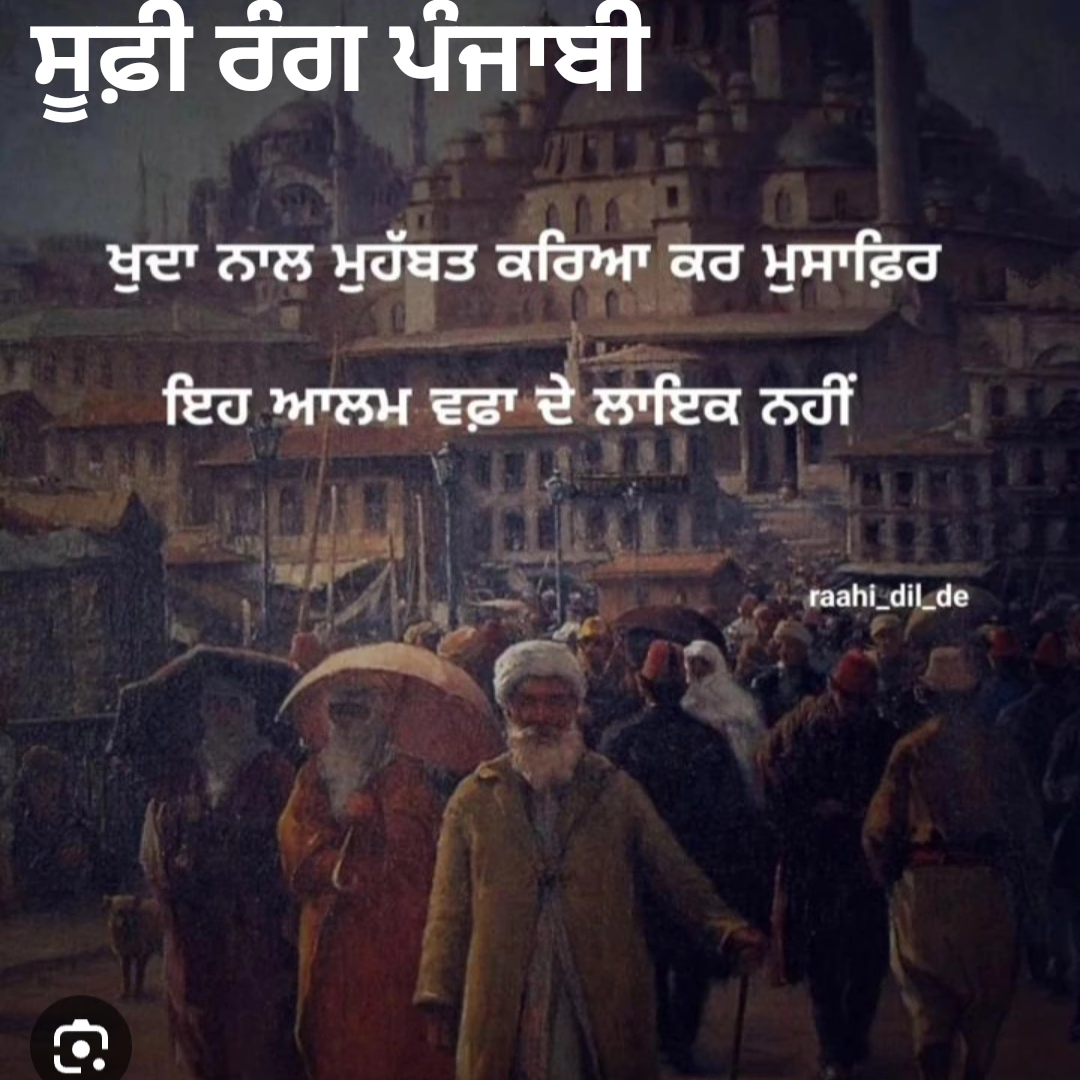 ਸੂਫ਼ੀ ਰੰਗ ਪੰਜਾਬੀ
ਖੁਦਾ ਨਾਲ ਮੁਹੱਬਤ ਕਰਿਆ ਕਰ ਮੁਸਾਫ਼ਿਰ
ਇਹ ਆਲਮ ਵਫ਼ਾ ਦੇ ਲਾਇਕ ਨਹੀਂ
raahi_dil_de